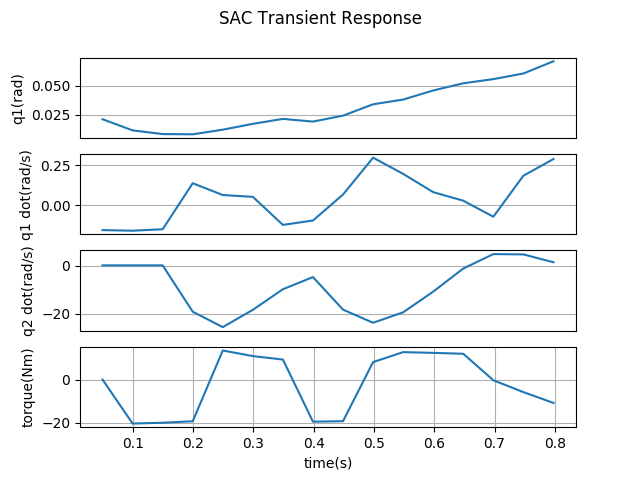 SAC Transient Response
q1(rad)
0.050
0.025
q1 dot(rad/s)
0.25
0.00
q2 dot(rad/s)
0
−20
torque(Nm)
0
−20
0.1 0.2 0.3 0.4 0.5 0.6 0.7 0.8
time(s)